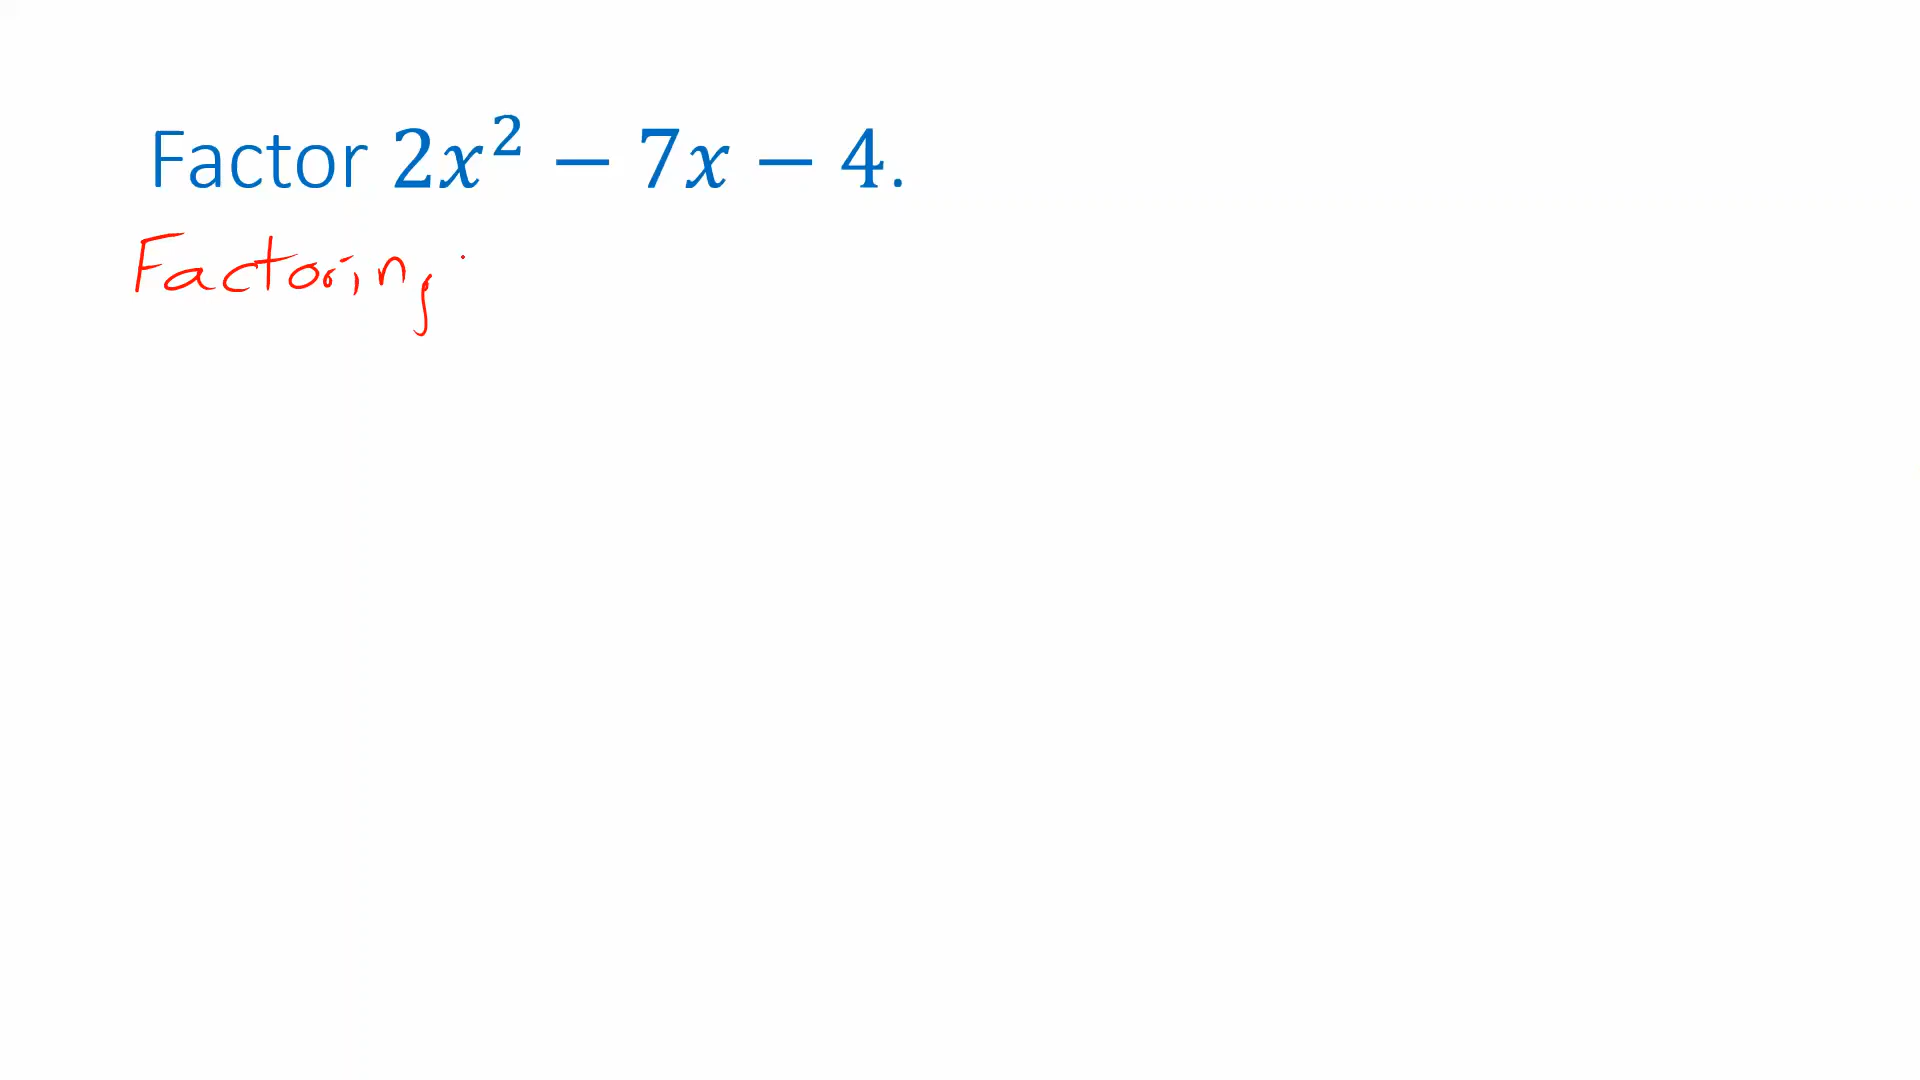 Factor 2x² − 7x − 4.
Factoring